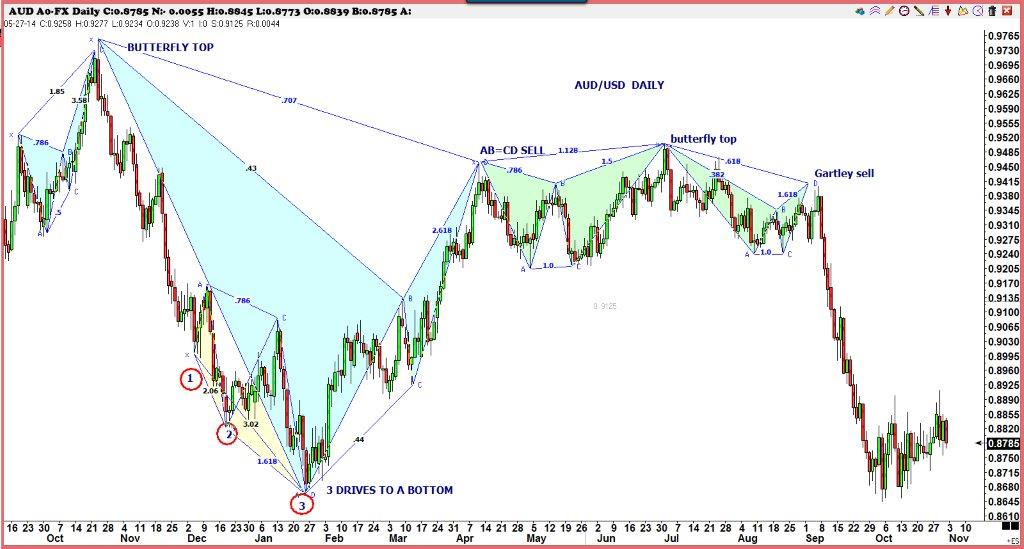 AUD A0-FX Daily C:0.8785 N:- 0.0055 H:0.8845 L:0.8773 O:0.8839 B:0.8785 A:
05-27-14 C:0.9258 H:0.9277 L:0.9234 O:0.9238 V:1 I:0 S:0.9125 R:0.0044
BUTTERFLY TOP
AUD/USD DAILY
AB=CD SELL
butterfly top
Gartley sell
3 DRIVES TO A BOTTOM
X
C
1.85
3.58
X
.786
B
C
.5
A
.707
.43
1.128
.786
1.5
B
A
1.0
C
.618
.382
D
1.618
B
A
1.0
C
2.618
A
.786
C
B
C
X
1
2.06
2
3.02
1.618
.44
A
D
3
9.9125
0.9765
0.9730
0.9695
0.9660
0.9625
0.9590
0.9555
0.9520
0.9485
0.9450
0.9415
0.9380
0.9345
0.9310
0.9275
0.9240
0.9205
0.9170
0.9135
0.9100
0.9065
0.9030
0.8995
0.8960
0.8925
0.8890
0.8855
0.8820
0.8785
0.8750
0.8715
0.8680
0.8645
0.8610
16 23 30 7 14 21 28 4 11 18 25 2 9 16 23 30 6 13 20 27 3 10 17 24 3 10 17 24 31 7 14 21 28 5 12 19 26 2 9 16 23 30 7 14 21 28 4 11 18 25 1 8 15 22 29 6 13 20 27 3 10
Oct Nov Dec Jan Feb Mar Apr May Jun Jul Aug Sep Oct Nov
+ES